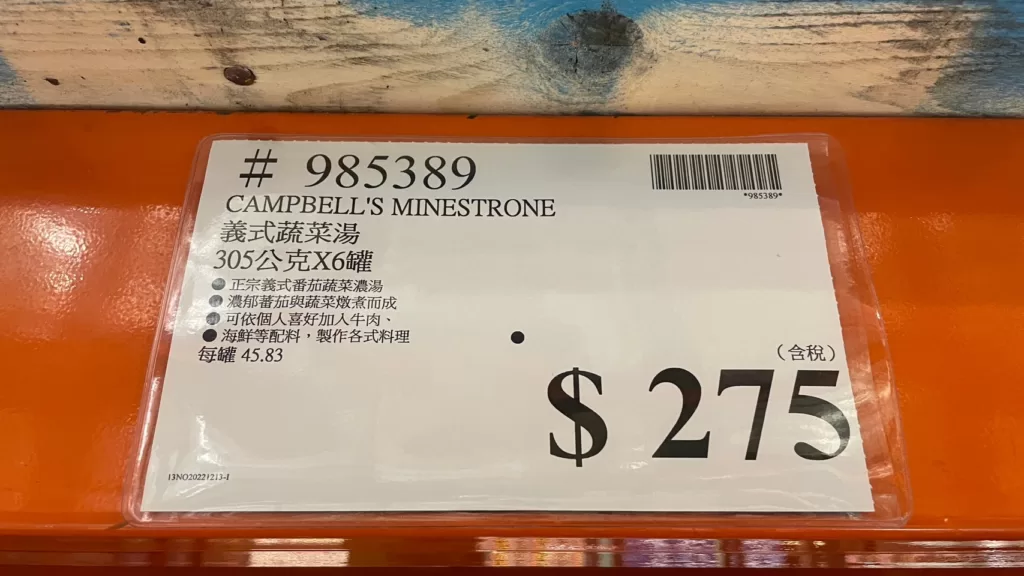 # 985389
*985389*
CAMPBELL'S MINESTRONE
義式蔬菜湯
305公克X6罐
● 正宗義式番茄蔬菜濃湯
● 濃郁蕃茄與蔬菜燉煮而成
● 可依個人喜好加入牛肉、
● 海鮮等配料，製作各式料理
每罐 45.83
（含稅）
$ 275
13NO20221213-1